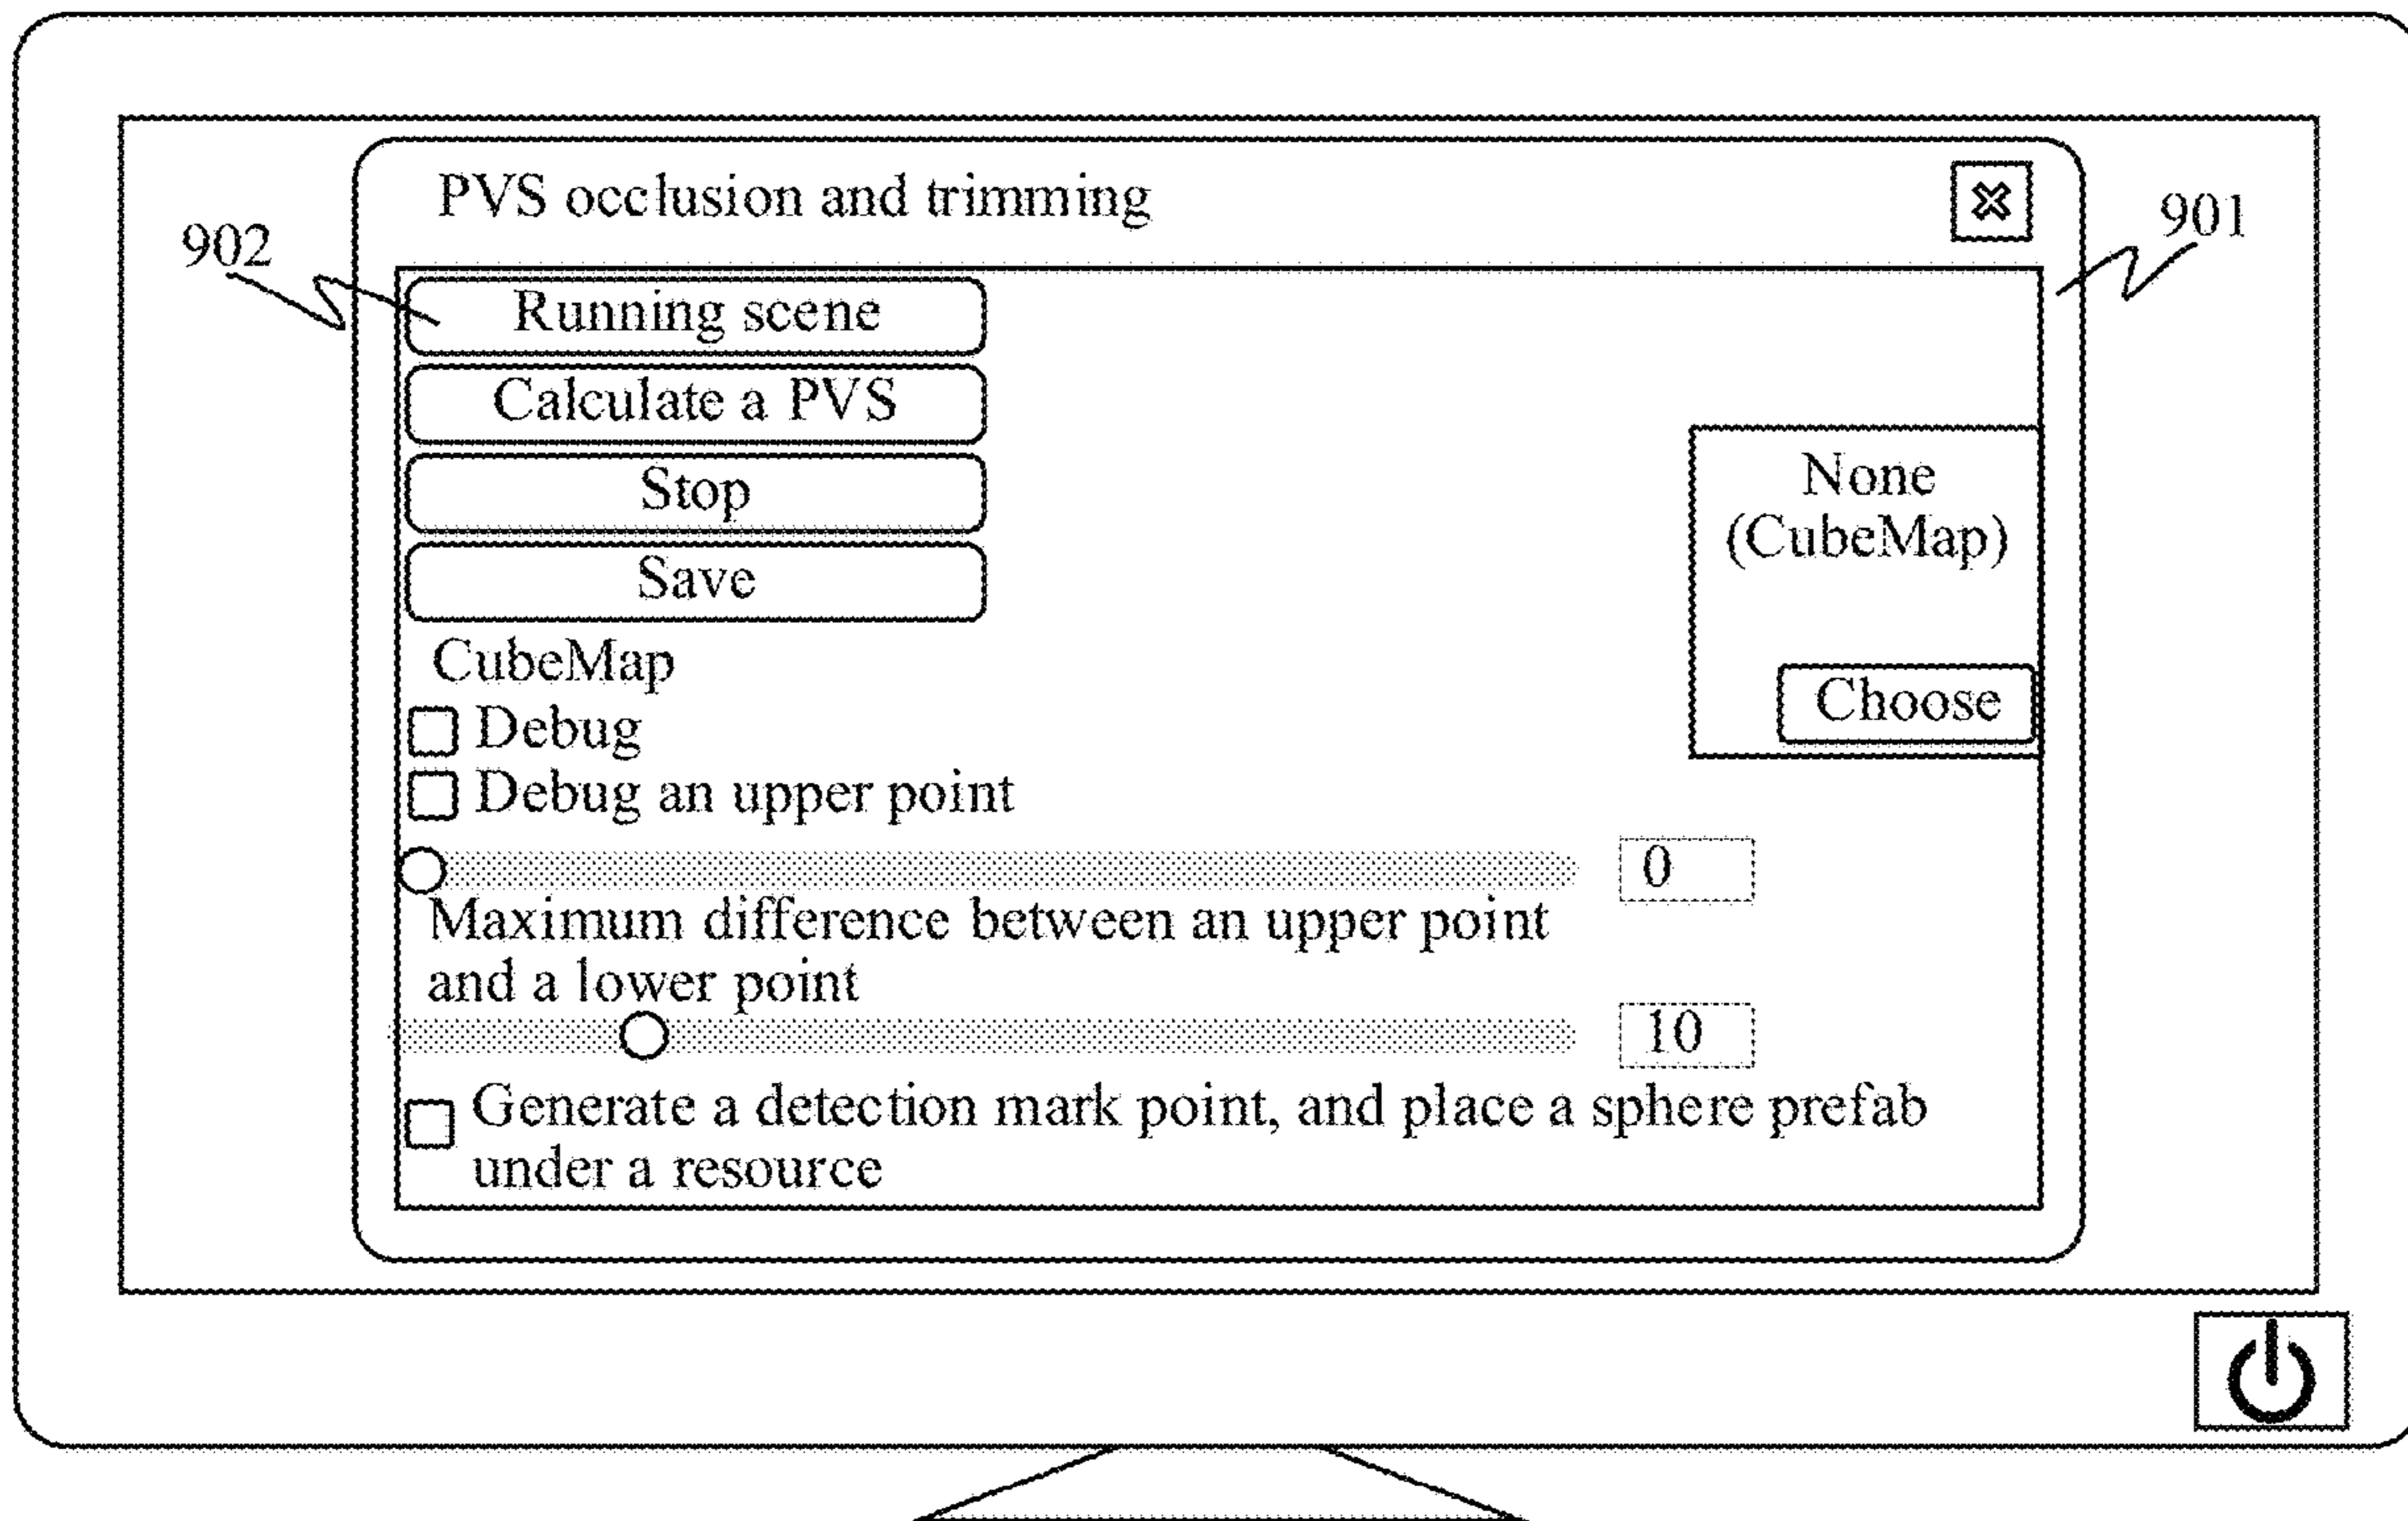 PVS occlusion and trimming
902
901
Running scene
Calculate a PVS
Stop
Save
None
(CubeMap)
Choose
CubeMap
Debug
Debug an upper point
0
Maximum difference between an upper point
and a lower point
10
Generate a detection mark point, and place a sphere prefab
under a resource